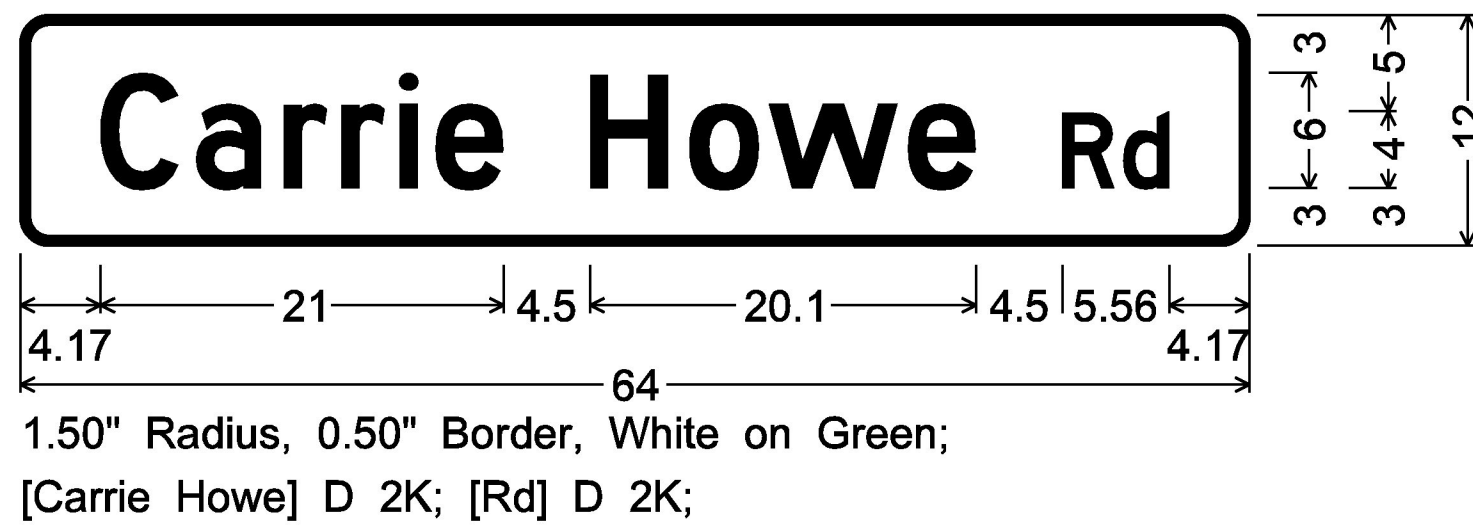 Carrie Howe Rd
3
5
6
4
12
3
3
21 4.5 20.1 4.5 5.56
4.17 4.17
64
1.50" Radius, 0.50" Border, White on Green;
[Carrie Howe] D 2K; [Rd] D 2K;